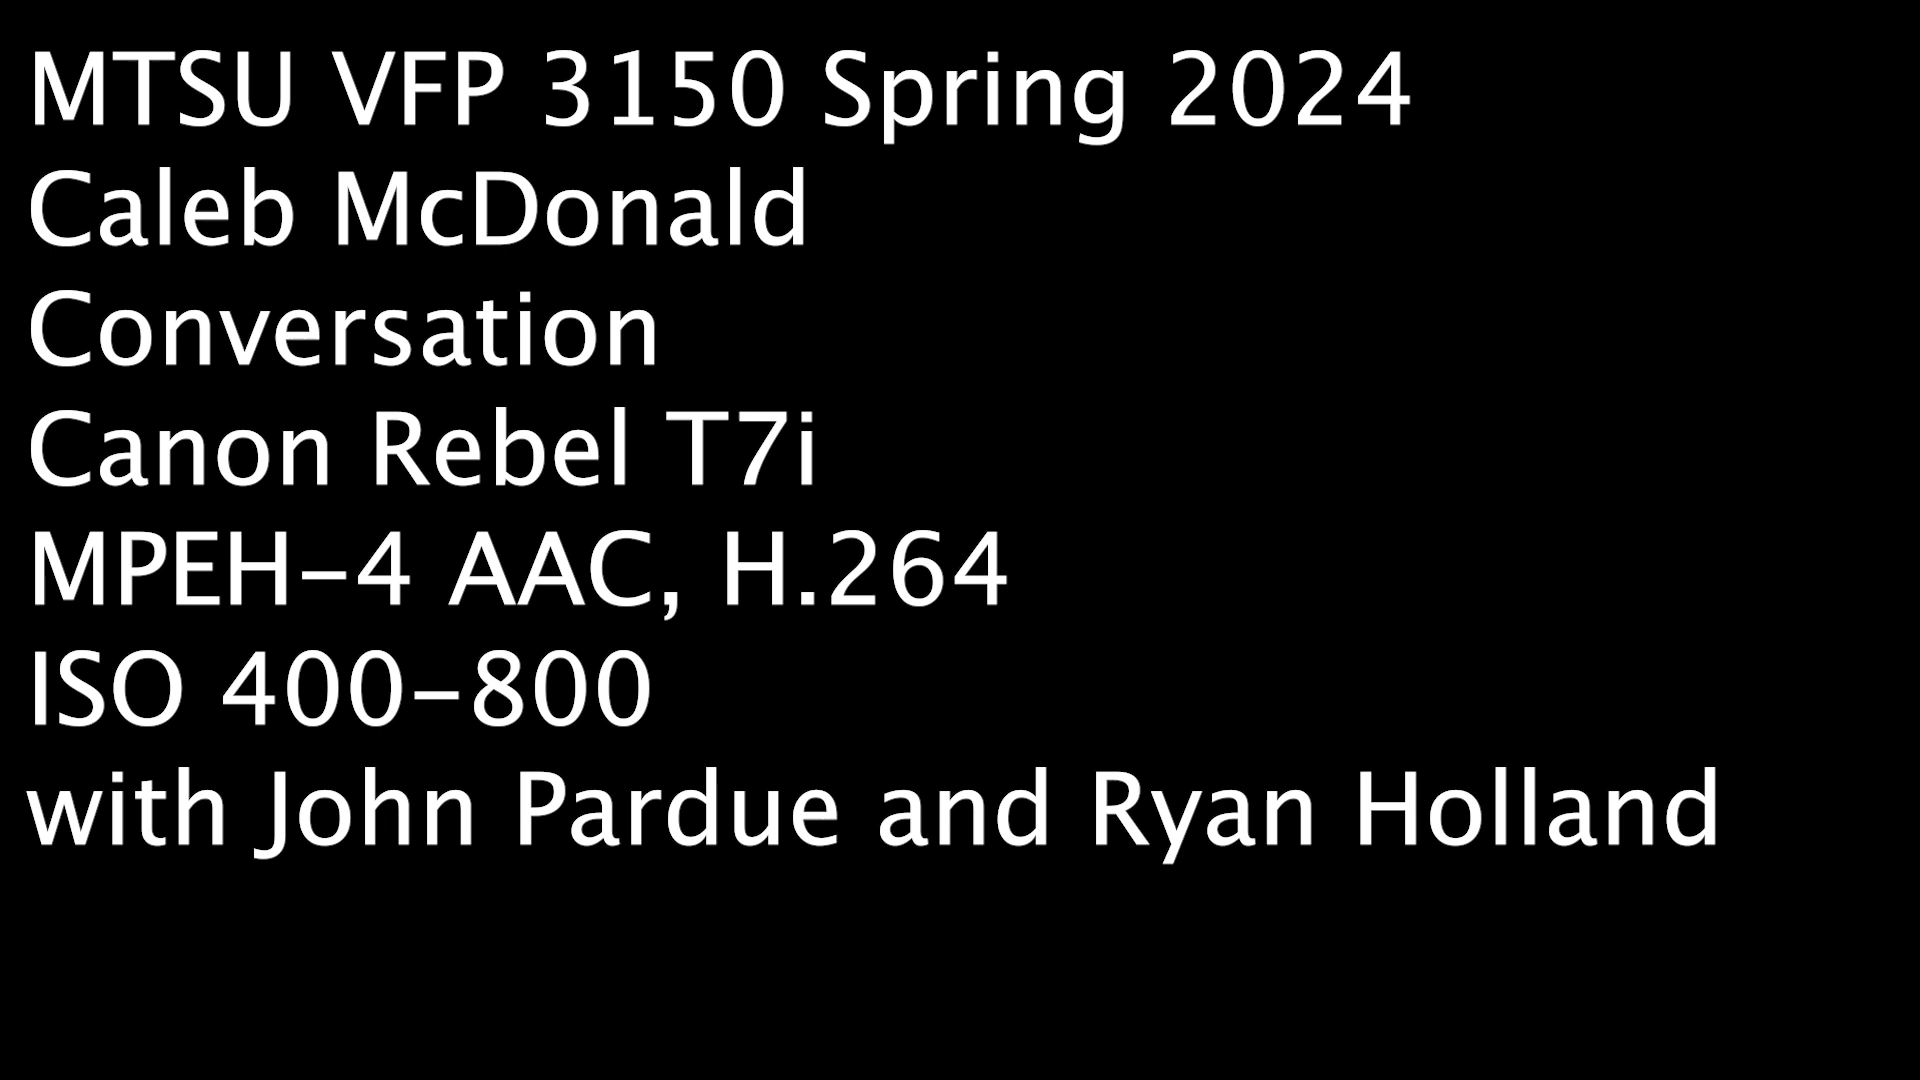 MTSU VFP 3150 Spring 2024
Caleb McDonald
Conversation
Canon Rebel T7i
MPEH-4 AAC, H.264
ISO 400-800
with John Pardue and Ryan Holland